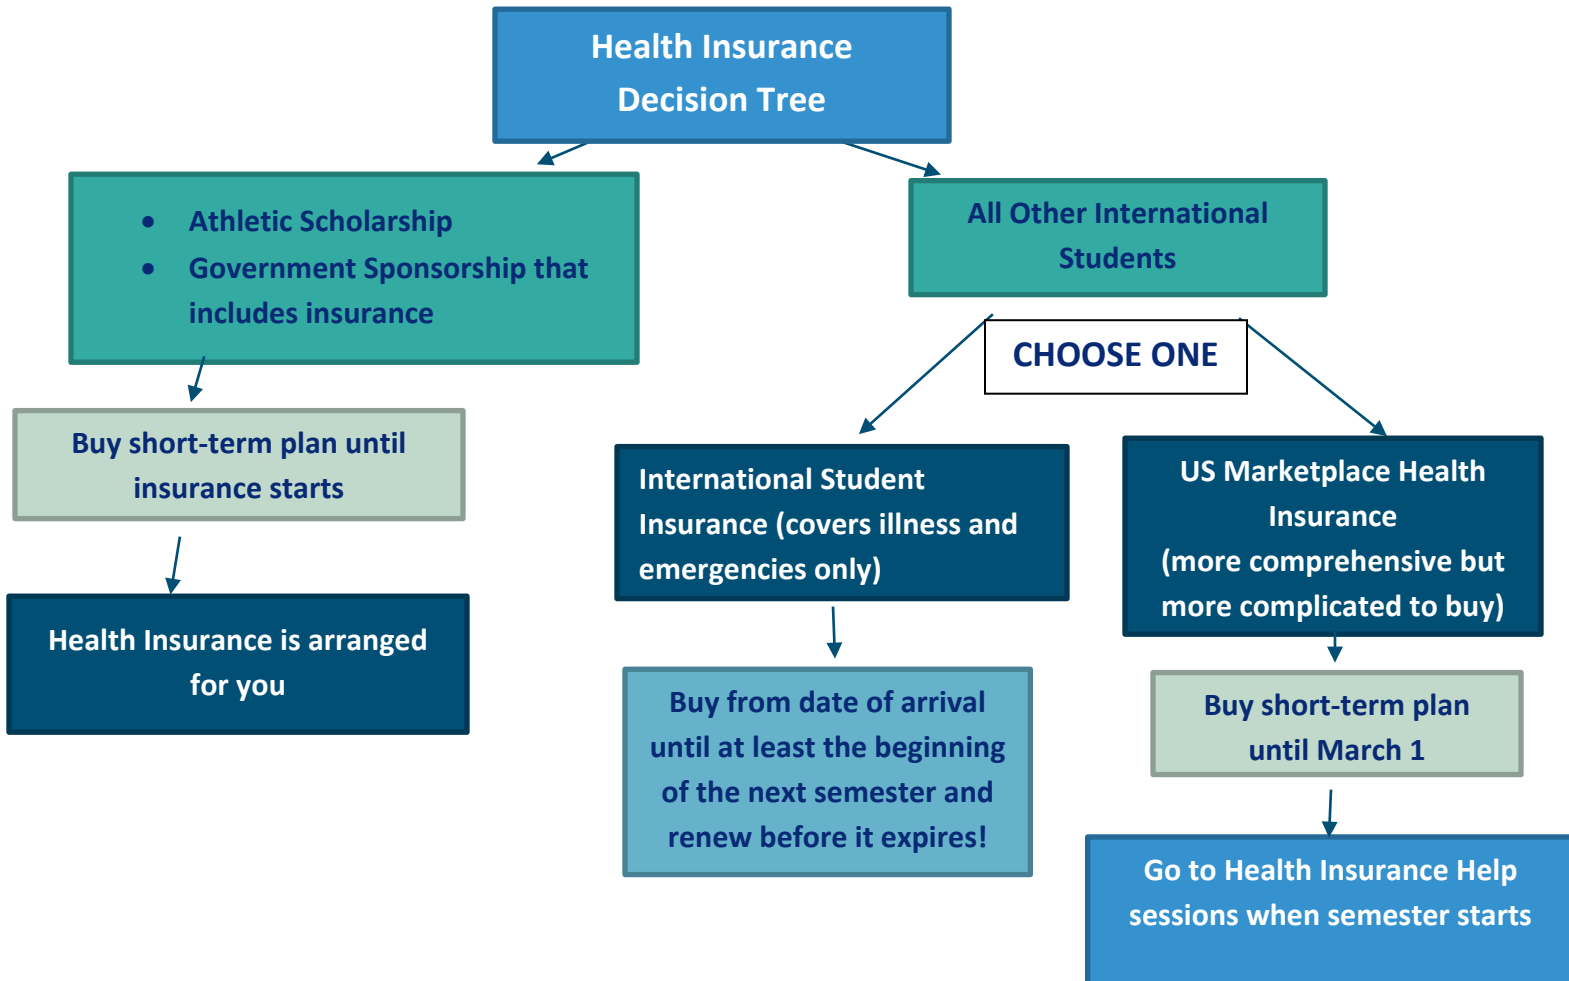 Health Insurance
Decision Tree
• Athletic Scholarship
• Government Sponsorship that
includes insurance
All Other International
Students
CHOOSE ONE
Buy short-term plan until
insurance starts
Health Insurance is arranged
for you
International Student
Insurance (covers illness and
emergencies only)
Buy from date of arrival
until at least the beginning
of the next semester and
renew before it expires!
US Marketplace Health
Insurance
(more comprehensive but
more complicated to buy)
Buy short-term plan
until March 1
Go to Health Insurance Help
sessions when semester starts